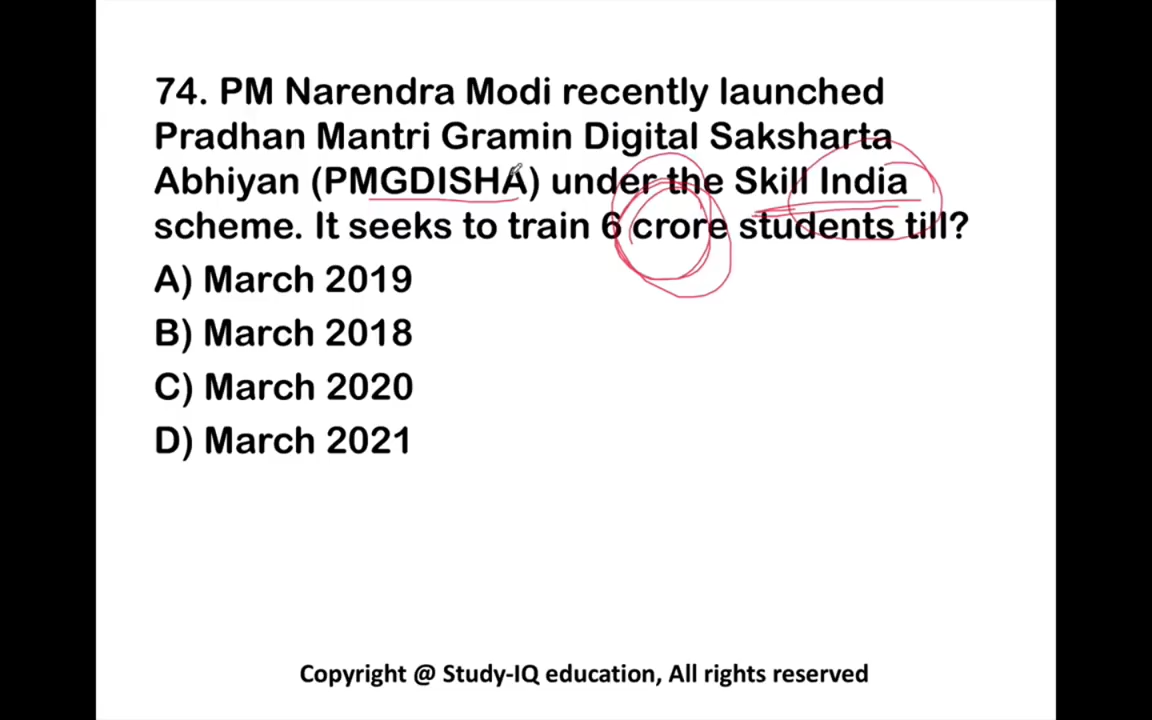 74. PM Narendra Modi recently launched
Pradhan Mantri Gramin Digital Saksharta
Abhiyan (PMGDISHA) under the Skill India
scheme. It seeks to train 6 crore students till?
A) March 2019
B) March 2018
C) March 2020
D) March 2021
Copyright @ Study-IQ education, All rights reserved